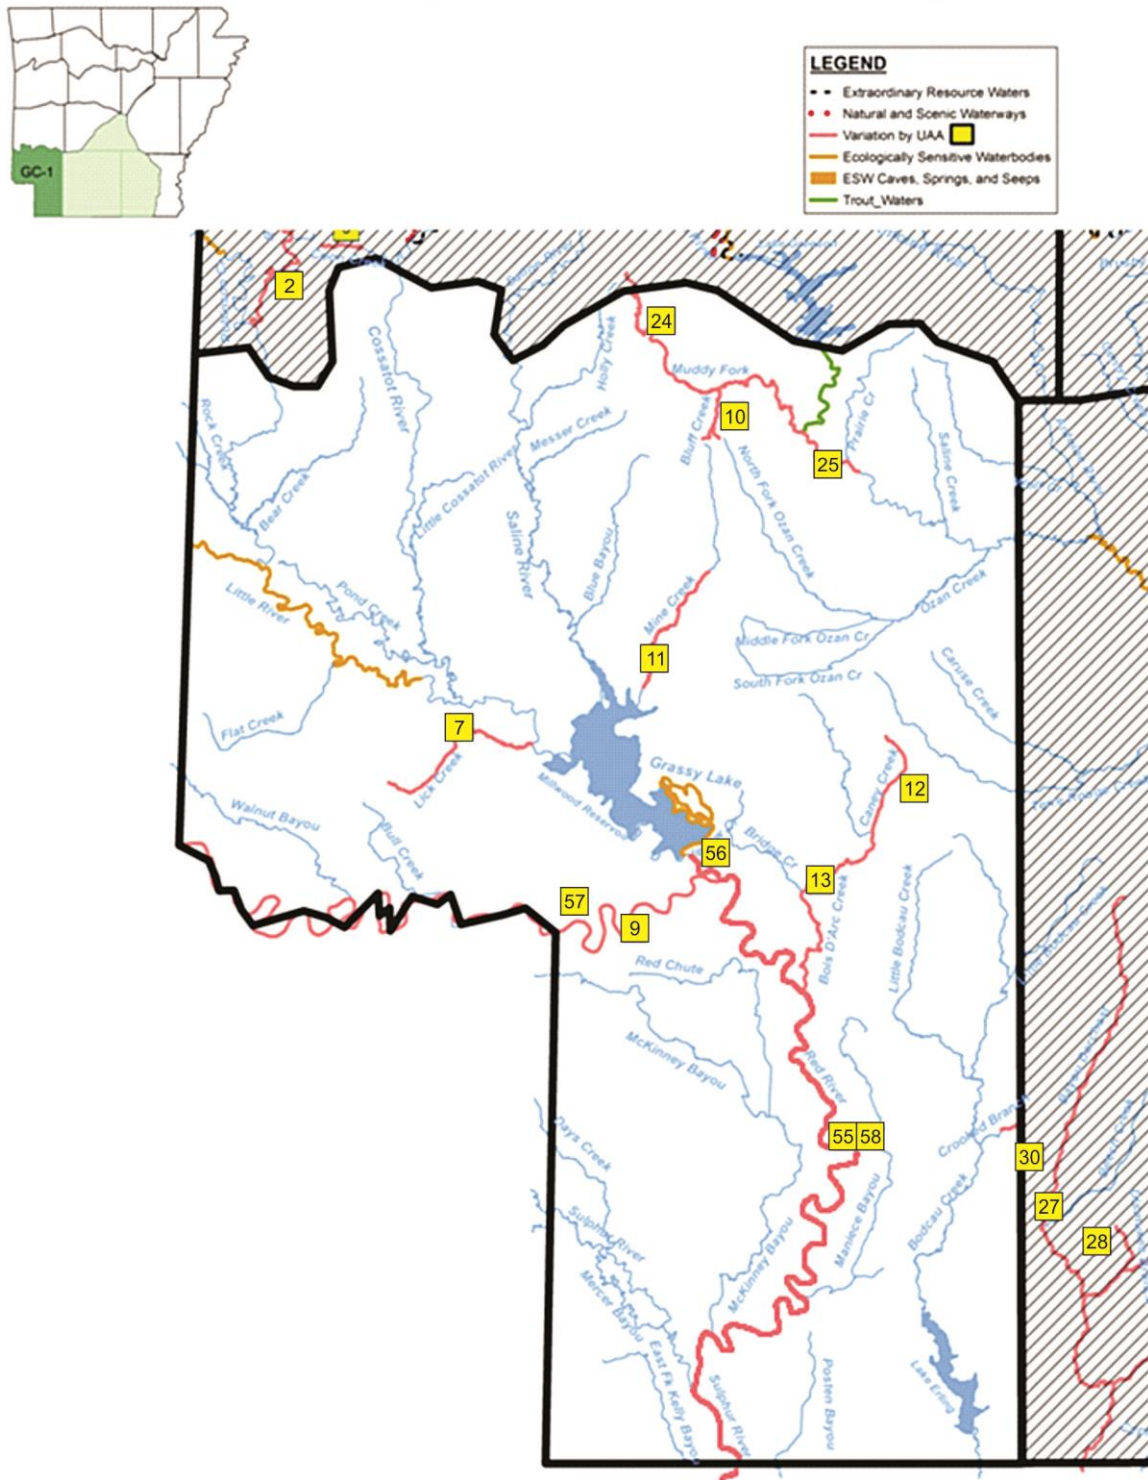 GC-1
LEGEND
Extraordinary Resource Waters
Natural and Scenic Waterways
Variation by UAA
Ecologically Sensitive Waterbodies
ESW Caves, Springs, and Seeps
Trout_Waters
2
24
Holly Creek
Cossatot River
Muddy Fork
10
Rock Creek
Messer Creek
Bluff Creek
Prairie Cr
25
Saline Creek
Little Cossatot River
Bear Creek
North Fork Ozan Creek
Saline River
Blue Bayou
Little River
Pond Creek
Mine Creek
Ozan Creek
Middle Fork Ozan Cr
11
South Fork Ozan Cr
Caruse Creek
Flat Creek
7
Lick Creek
Grassy Lake
Millwood Reservoir
Caney Creek
12
Walnut Bayou
Bull Creek
56
Bridge Cr
13
57
9
Bois D'Arc Creek
Little Bodcau Creek
Red Chute
McKinney Bayou
Red River
Days Creek
55
58
Crooked Branch
30
27
28
Sulphur River
McKinney Bayou
Maniece Bayou
Bodcau Creek
Mercer Bayou
East Fk Kelly Bayou
Sulphur River
Posten Bayou
Lake Erling